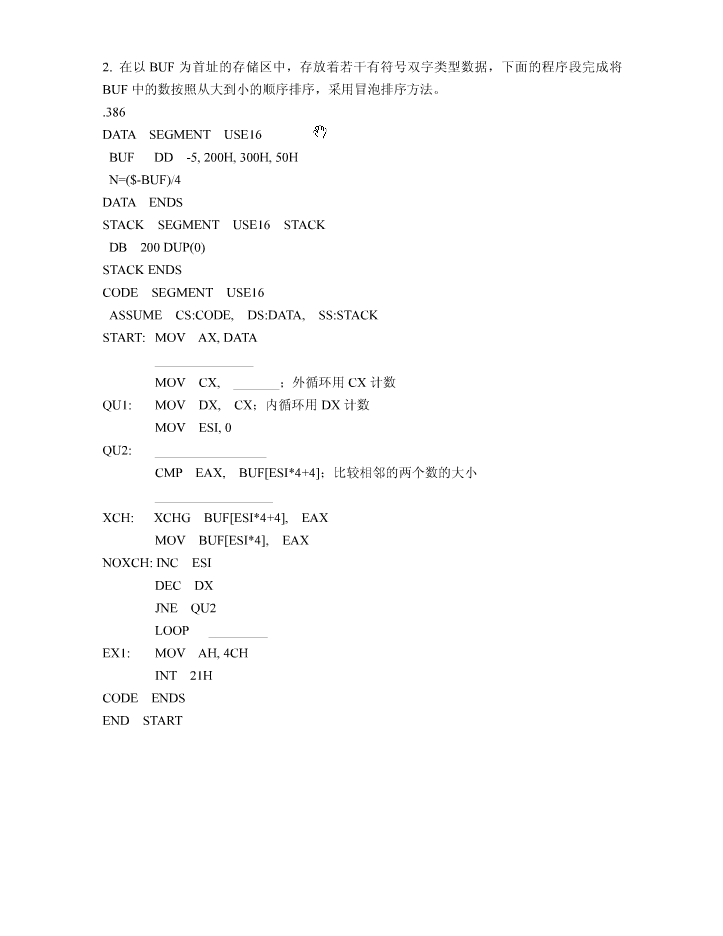 2. 在以 BUF 为首址的存储区中，存放着若干有符号双字类型数据，下面的程序段完成将
BUF 中的数按照从大到小的顺序排序，采用冒泡排序方法。
.386
DATA SEGMENT USE16
BUF DD -5, 200H, 300H, 50H
N=($-BUF)/4
DATA ENDS
STACK SEGMENT USE16 STACK
DB 200 DUP(0)
STACK ENDS
CODE SEGMENT USE16
ASSUME CS:CODE, DS:DATA, SS:STACK
START: MOV AX, DATA
_______________
MOV CX, _______；外循环用 CX 计数
QU1: MOV DX, CX；内循环用 DX 计数
MOV ESI, 0
QU2: _________________
CMP EAX, BUF[ESI*4+4]；比较相邻的两个数的大小
__________________
XCH: XCHG BUF[ESI*4+4], EAX
MOV BUF[ESI*4], EAX
NOXCH: INC ESI
DEC DX
JNE QU2
LOOP _________
EX1: MOV AH, 4CH
INT 21H
CODE ENDS
END START